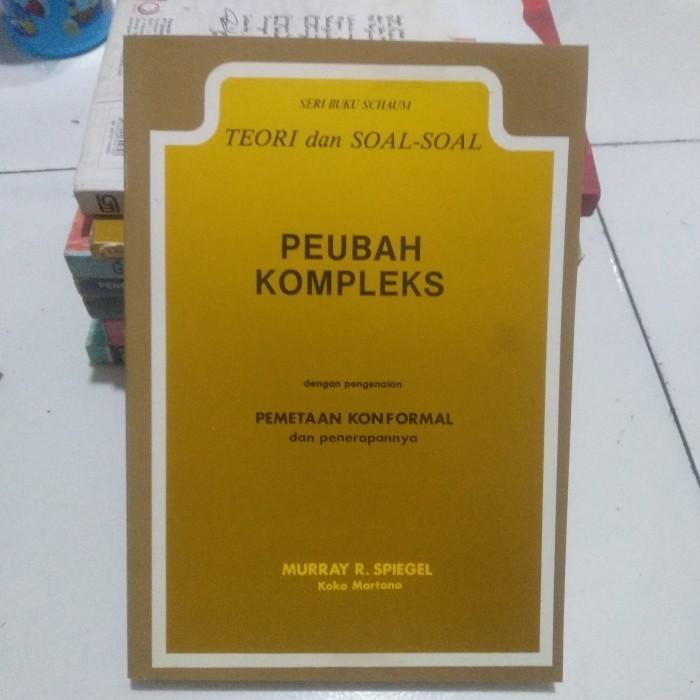 SERI BUKU SCHAUM
TEORI dan SOAL-SOAL
PEUBAH
KOMPLEKS
dengan pengenalan
PEMETAAN KONFORMAL
dan penerapannya
MURRAY R. SPIEGEL
Koko Martono